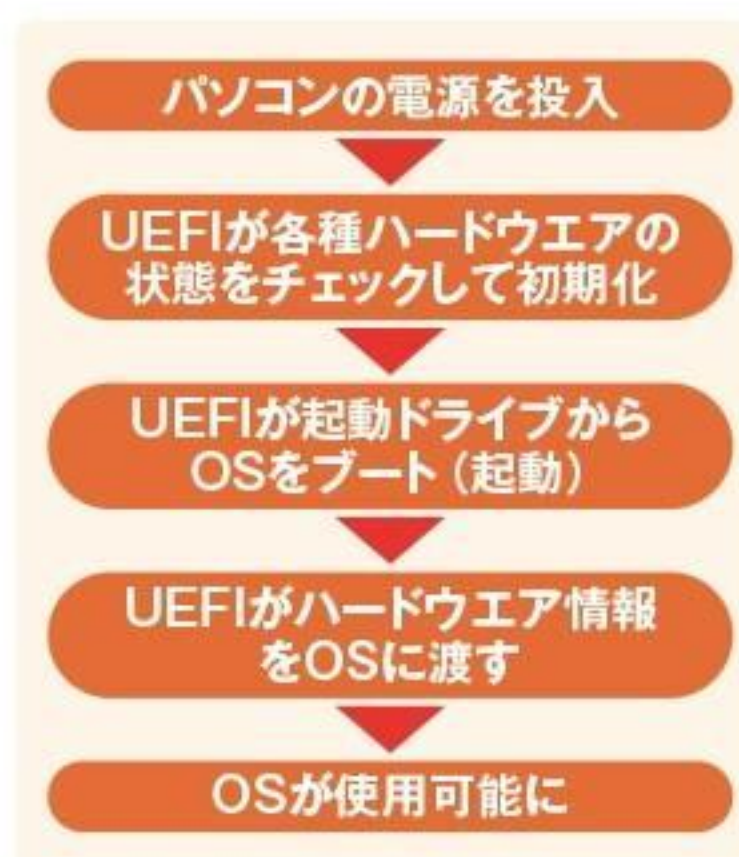 パソコンの電源を投入
UEFIが各種ハードウエアの
状態をチェックして初期化
UEFIが起動ドライブから
OSをブート（起動）
UEFIがハードウエア情報
をOSに渡す
OSが使用可能に